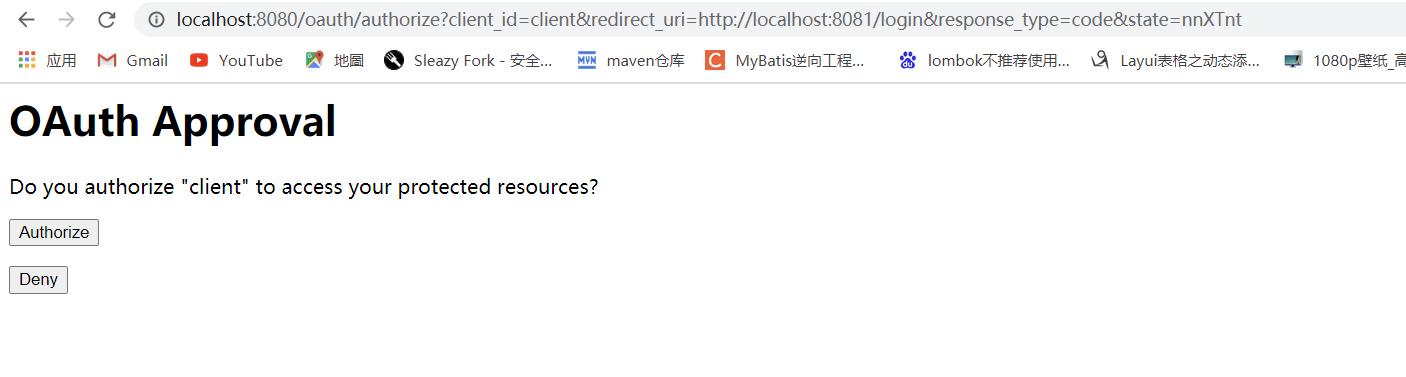 localhost:8080/oauth/authorize?client_id=client&redirect_uri=http://localhost:8081/login&response_type=code&state=nnXTnt
应用 Gmail YouTube 地圖 Sleazy Fork - 安全... maven仓库 MyBatis逆向工程... lombok不推荐使用... Layui表格之动态添... 1080p壁纸_高
OAuth Approval
Do you authorize "client" to access your protected resources?
Authorize
Deny